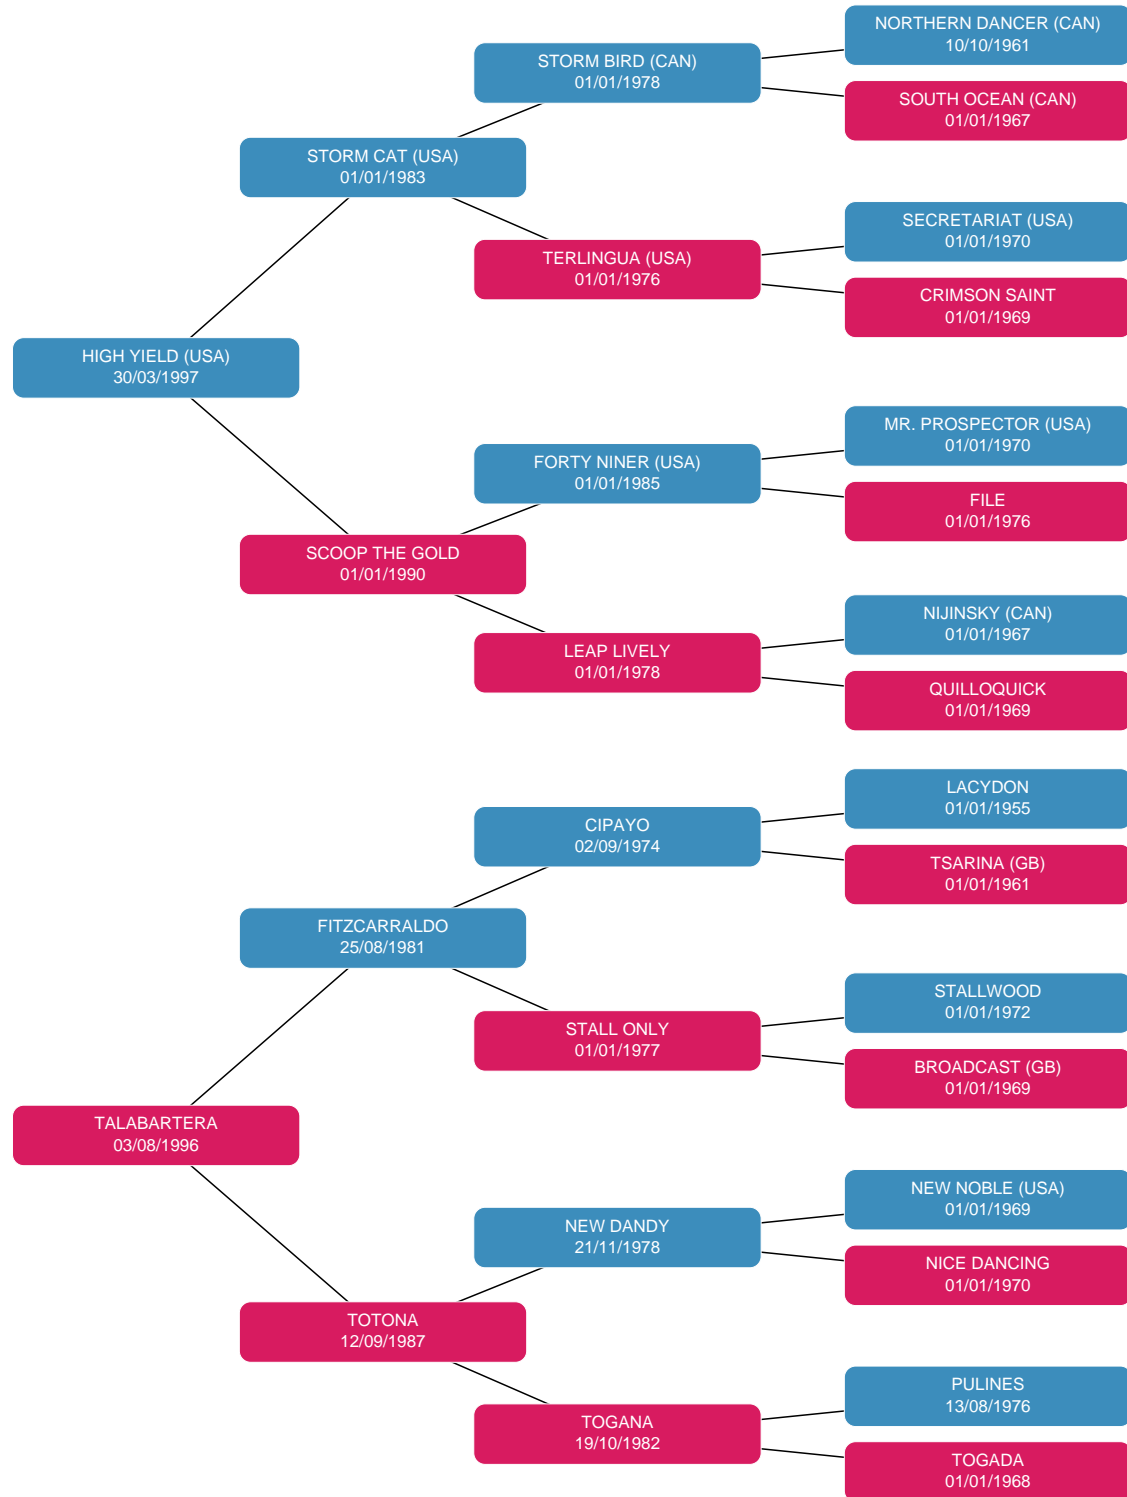 NORTHERN DANCER (CAN)
10/10/1961
STORM BIRD (CAN)
01/01/1978
SOUTH OCEAN (CAN)
01/01/1967
STORM CAT (USA)
01/01/1983
SECRETARIAT (USA)
01/01/1970
TERLINGUA (USA)
01/01/1976
CRIMSON SAINT
01/01/1969
HIGH YIELD (USA)
30/03/1997
MR. PROSPECTOR (USA)
01/01/1970
FORTY NINER (USA)
01/01/1985
FILE
01/01/1976
SCOOP THE GOLD
01/01/1990
NIJINSKY (CAN)
01/01/1967
LEAP LIVELY
01/01/1978
QUILLOQUICK
01/01/1969
LACYDON
01/01/1955
CIPAYO
02/09/1974
TSARINA (GB)
01/01/1961
FITZCARRALDO
25/08/1981
STALLWOOD
01/01/1972
STALL ONLY
01/01/1977
BROADCAST (GB)
01/01/1969
TALABARTERA
03/08/1996
NEW NOBLE (USA)
01/01/1969
NEW DANDY
21/11/1978
NICE DANCING
01/01/1970
TOTONA
12/09/1987
PULINES
13/08/1976
TOGANA
19/10/1982
TOGADA
01/01/1968